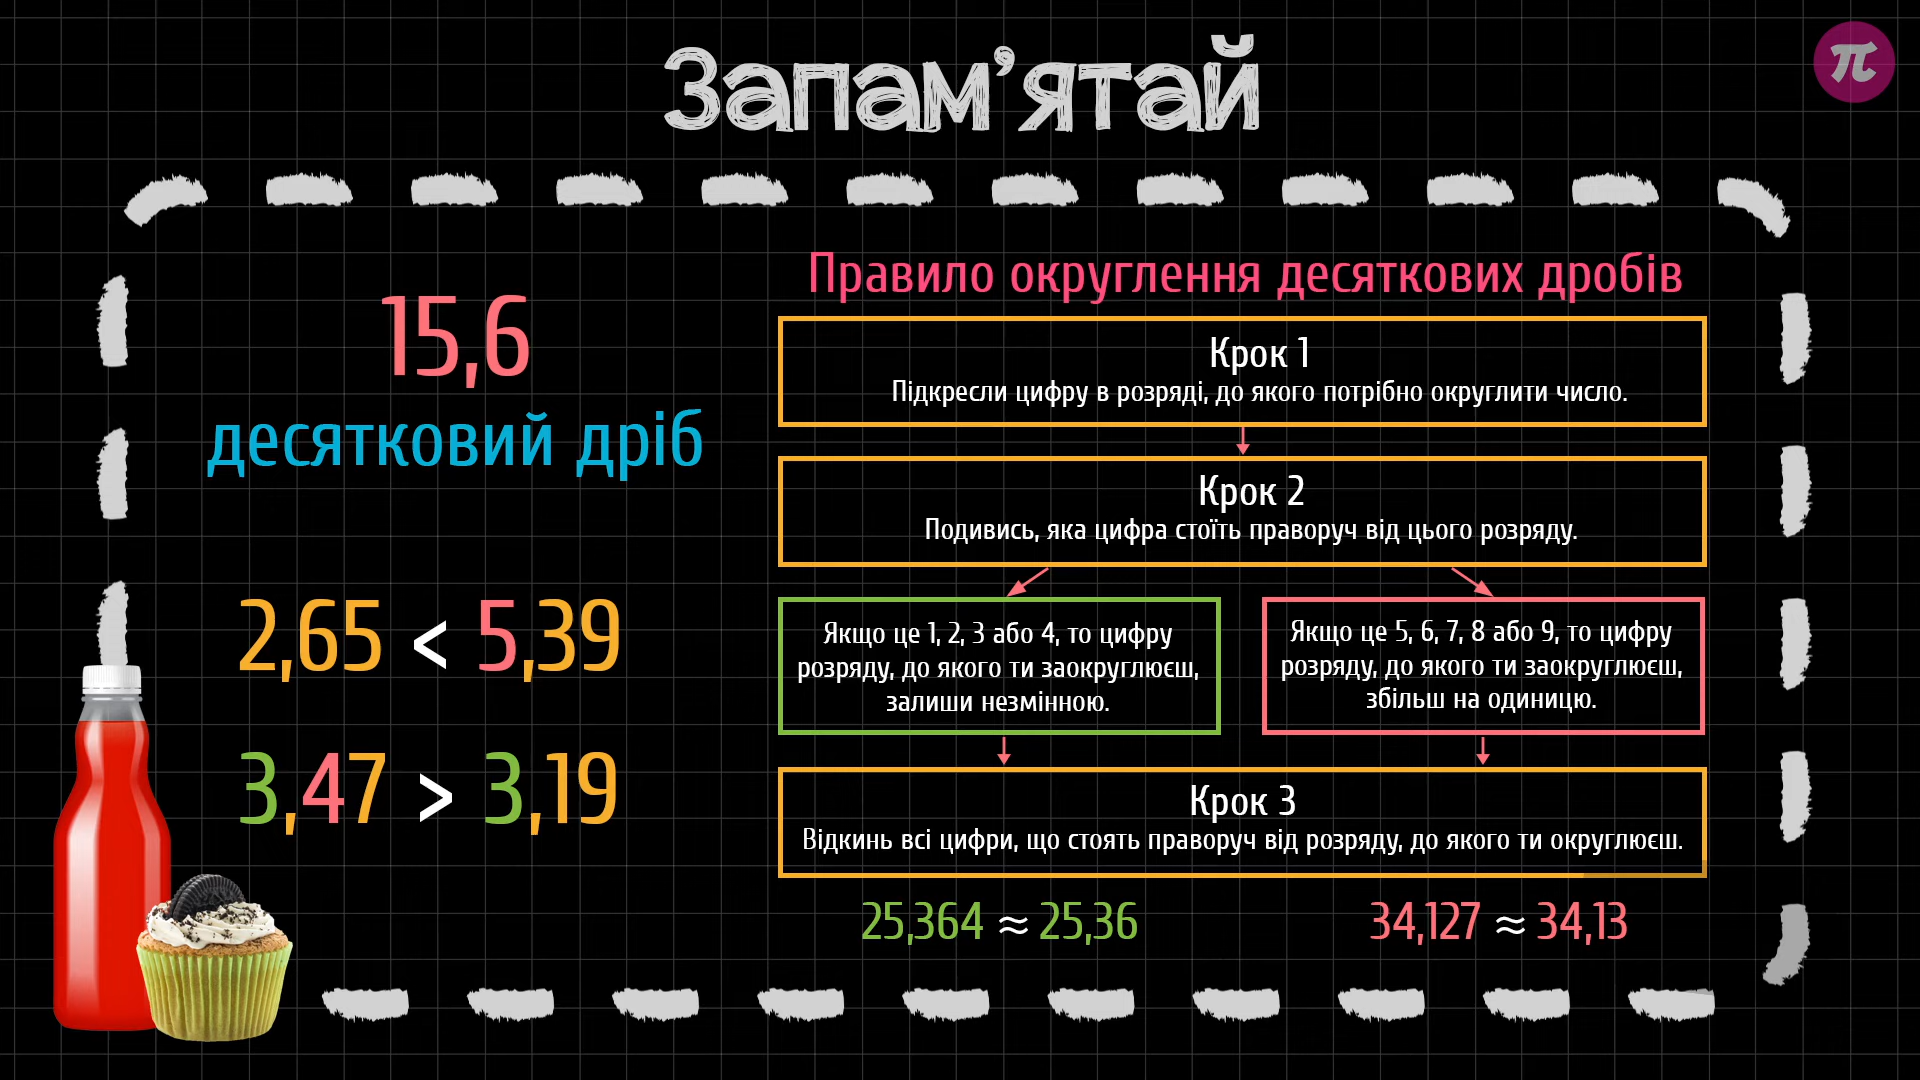 Запам’ятай
π
15,6
десятковий дріб
2,65 < 5,39
3,47 > 3,19
Правило округлення десяткових дробів
Крок 1
Підкресли цифру в розряді, до якого потрібно округлити число.
Крок 2
Подивись, яка цифра стоїть праворуч від цього розряду.
Якщо це 1, 2, 3 або 4, то цифру
розряду, до якого ти заокруглюєш,
залиши незмінною.
Якщо це 5, 6, 7, 8 або 9, то цифру
розряду, до якого ти заокруглюєш,
збільш на одиницю.
Крок 3
Відкинь всі цифри, що стоять праворуч від розряду, до якого ти округлюєш.
25,364 ≈ 25,36
34,127 ≈ 34,13